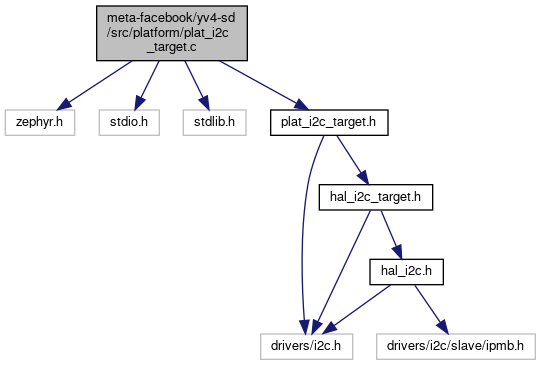 meta-facebook/yv4-sd
/src/platform/plat_i2c
_target.c
zephyr.h
stdio.h
stdlib.h
plat_i2c_target.h
hal_i2c_target.h
hal_i2c.h
drivers/i2c.h
drivers/i2c/slave/ipmb.h